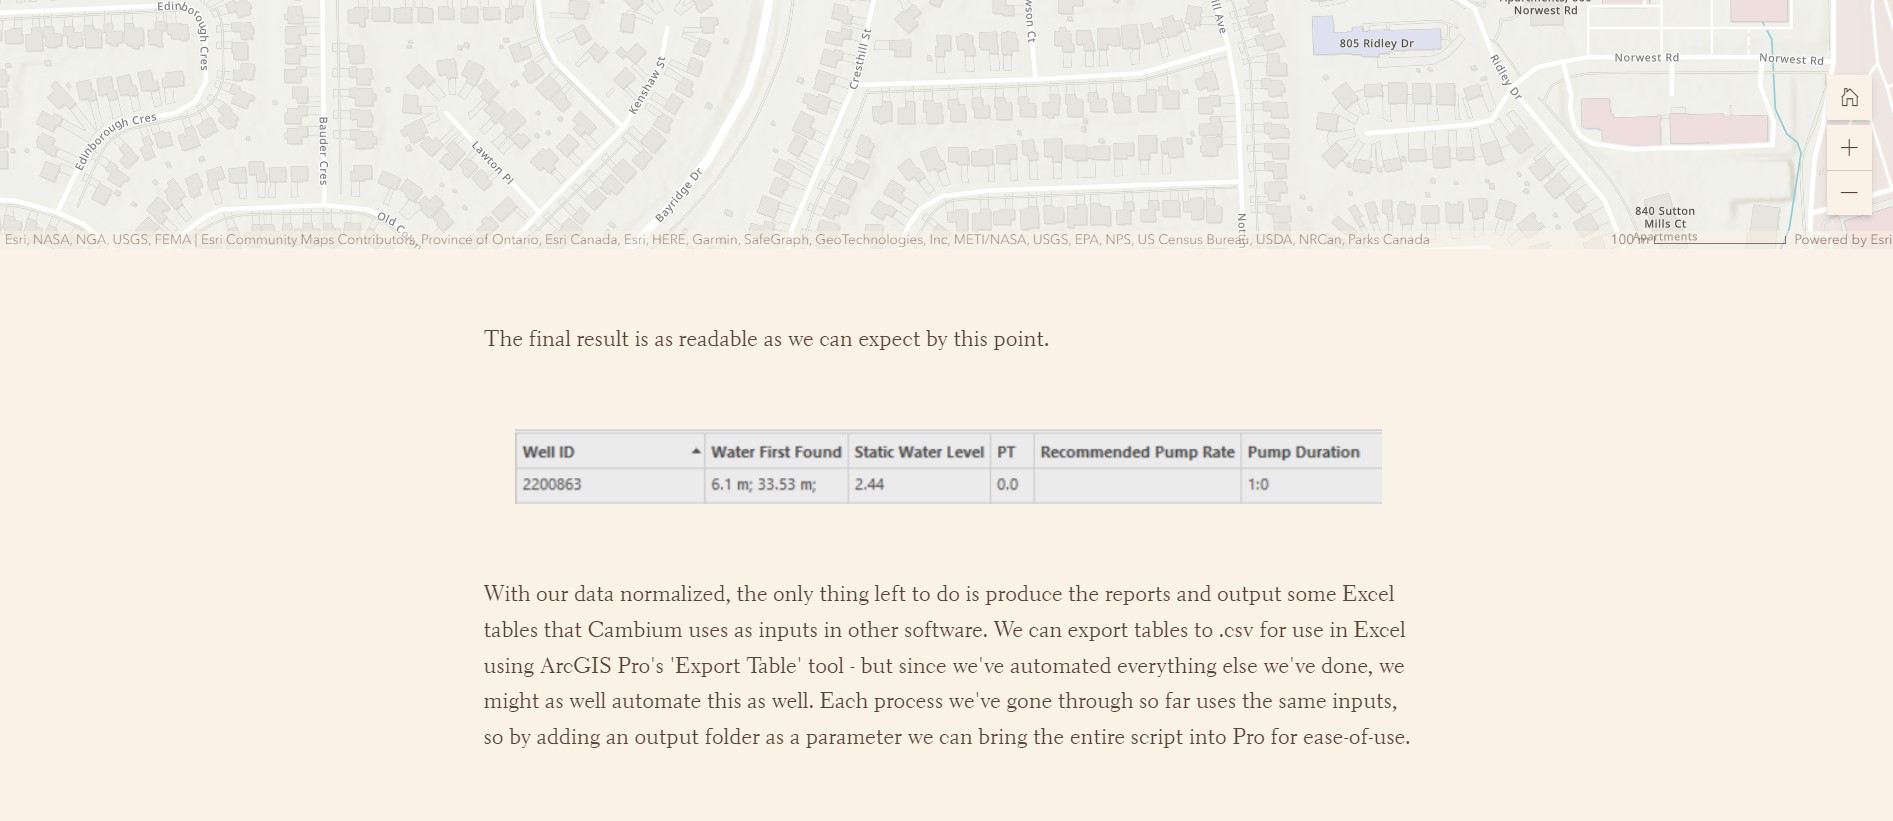 Edinborough Cres
Edinborough Cres
Bauder Cres
Lawton Pl
Kenshaw St
Bayridge Dr
Cresthill St
Ct
Ave
805 Ridley Dr
Ridley Dr
Norwest Rd
Norwest Rd
Norwest Rd
840 Sutton
Mills Ct
Apartments
Esri, NASA, NGA, USGS, FEMA | Esri Community Maps Contributors, Province of Ontario, Esri Canada, Esri, HERE, Garmin, SafeGraph, GeoTechnologies, Inc, METI/NASA, USGS, EPA, NPS, US Census Bureau, USDA, NRCan, Parks Canada
100 m
Powered by Esri
The final result is as readable as we can expect by this point.
Well ID Water First Found Static Water Level PT Recommended Pump Rate Pump Duration
2200863 6.1 m; 33.53 m; 2.44 0.0 1:0
With our data normalized, the only thing left to do is produce the reports and output some Excel
tables that Cambium uses as inputs in other software. We can export tables to .csv for use in Excel
using ArcGIS Pro's 'Export Table' tool - but since we've automated everything else we've done, we
might as well automate this as well. Each process we've gone through so far uses the same inputs,
so by adding an output folder as a parameter we can bring the entire script into Pro for ease-of-use.